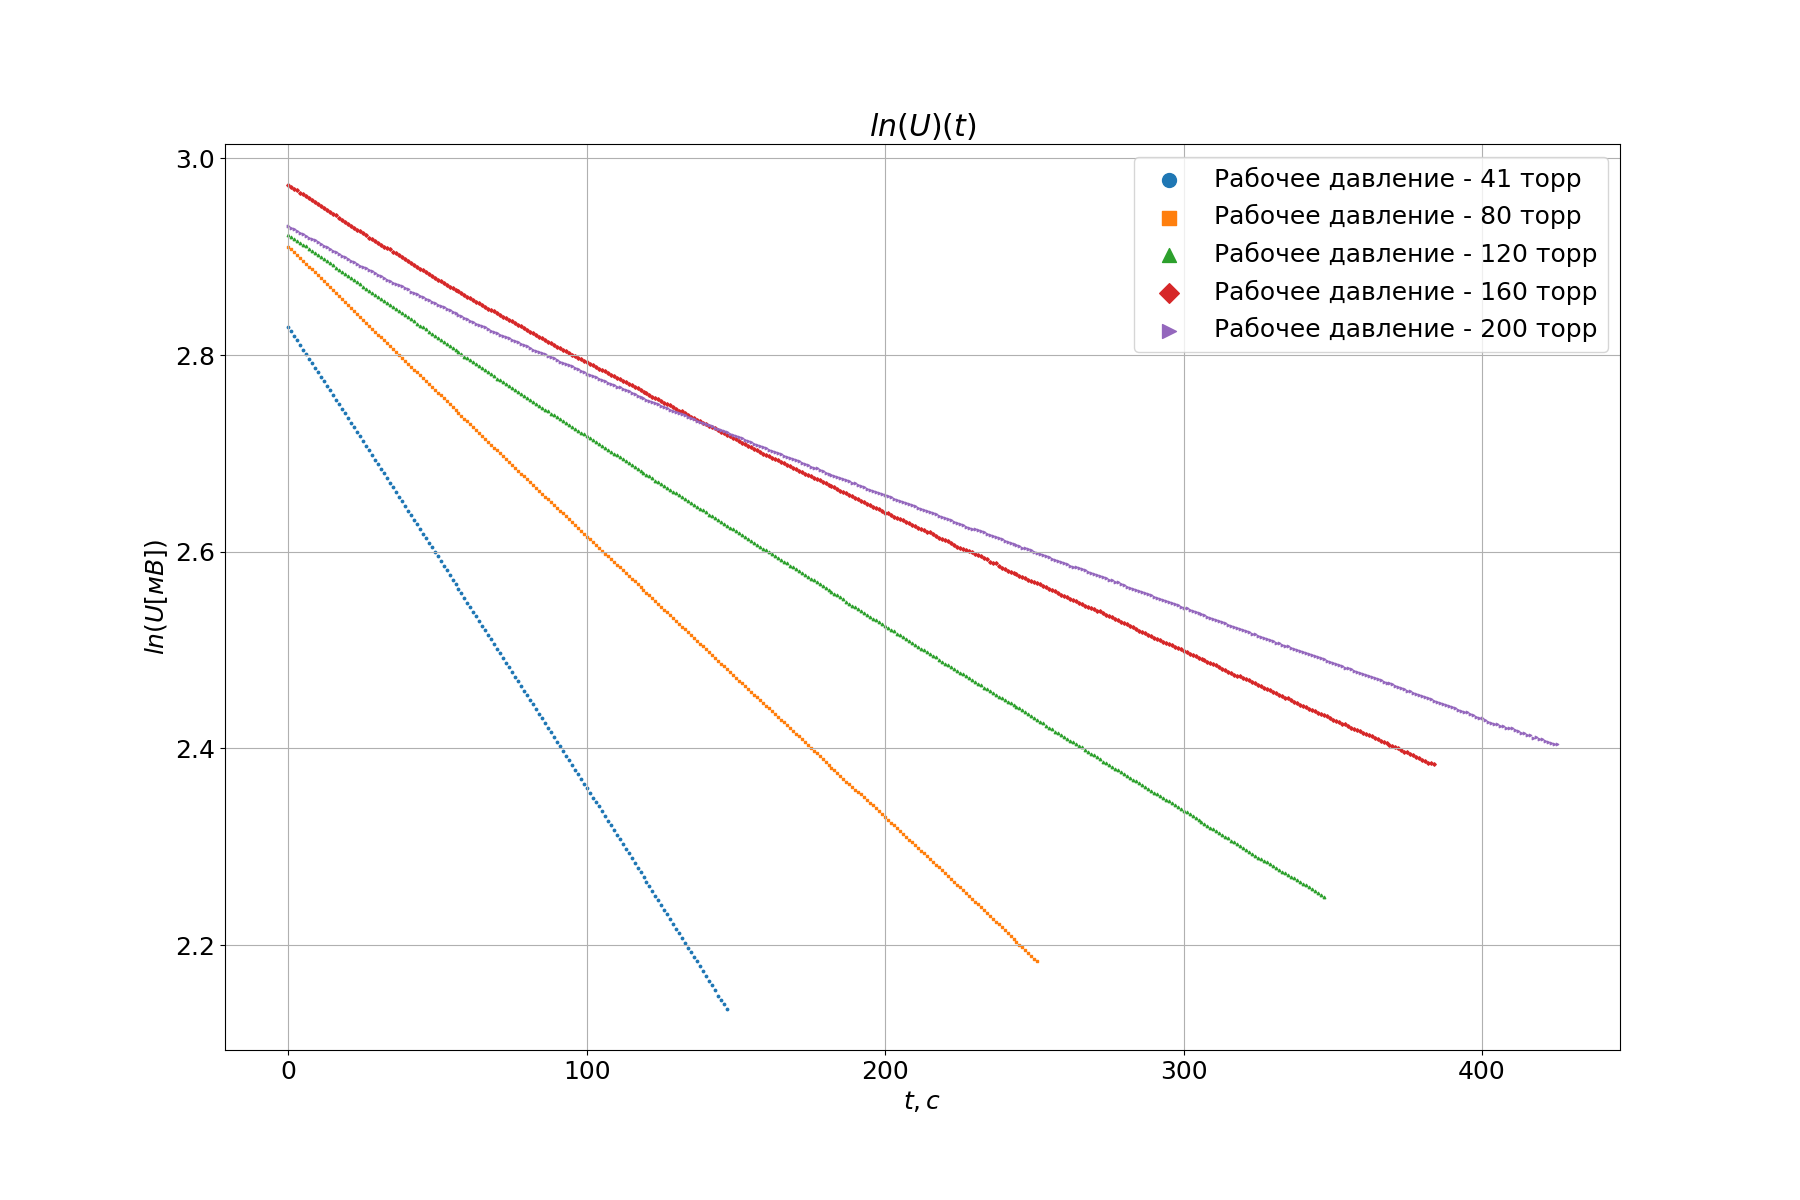 ln(U)(t)
3.0
2.8
2.6
2.4
2.2
ln(U[мВ])
Рабочее давление - 41 торр
Рабочее давление - 80 торр
Рабочее давление - 120 торр
Рабочее давление - 160 торр
Рабочее давление - 200 торр
0 100 200 300 400
t, c